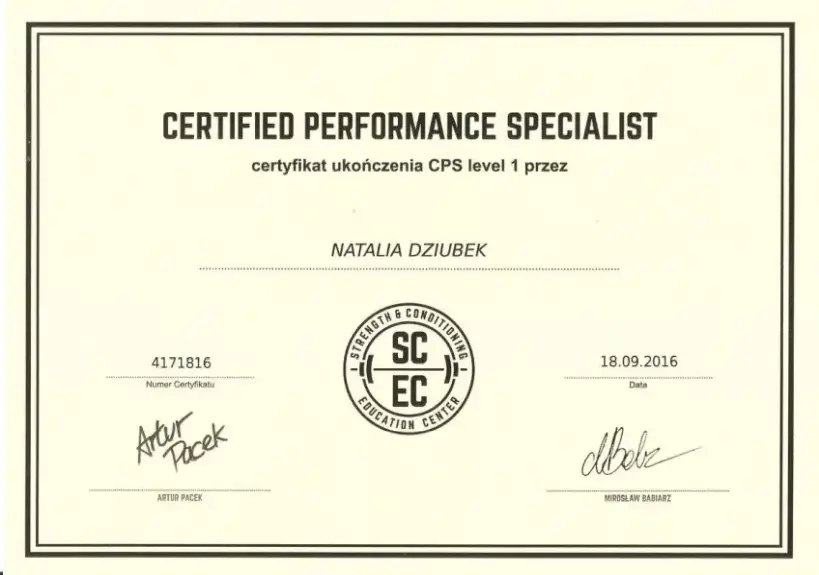 CERTIFIED PERFORMANCE SPECIALIST
certyfikat ukończenia CPS level 1 przez
NATALIA DZIUBEK
STRENGTH & CONDITIONING
SC
EC
EDUCATION CENTER
4171816
Numer Certyfikatu
18.09.2016
Data
Artur
Pacek
ARTUR PACEK
MIROSŁAW BABIARZ